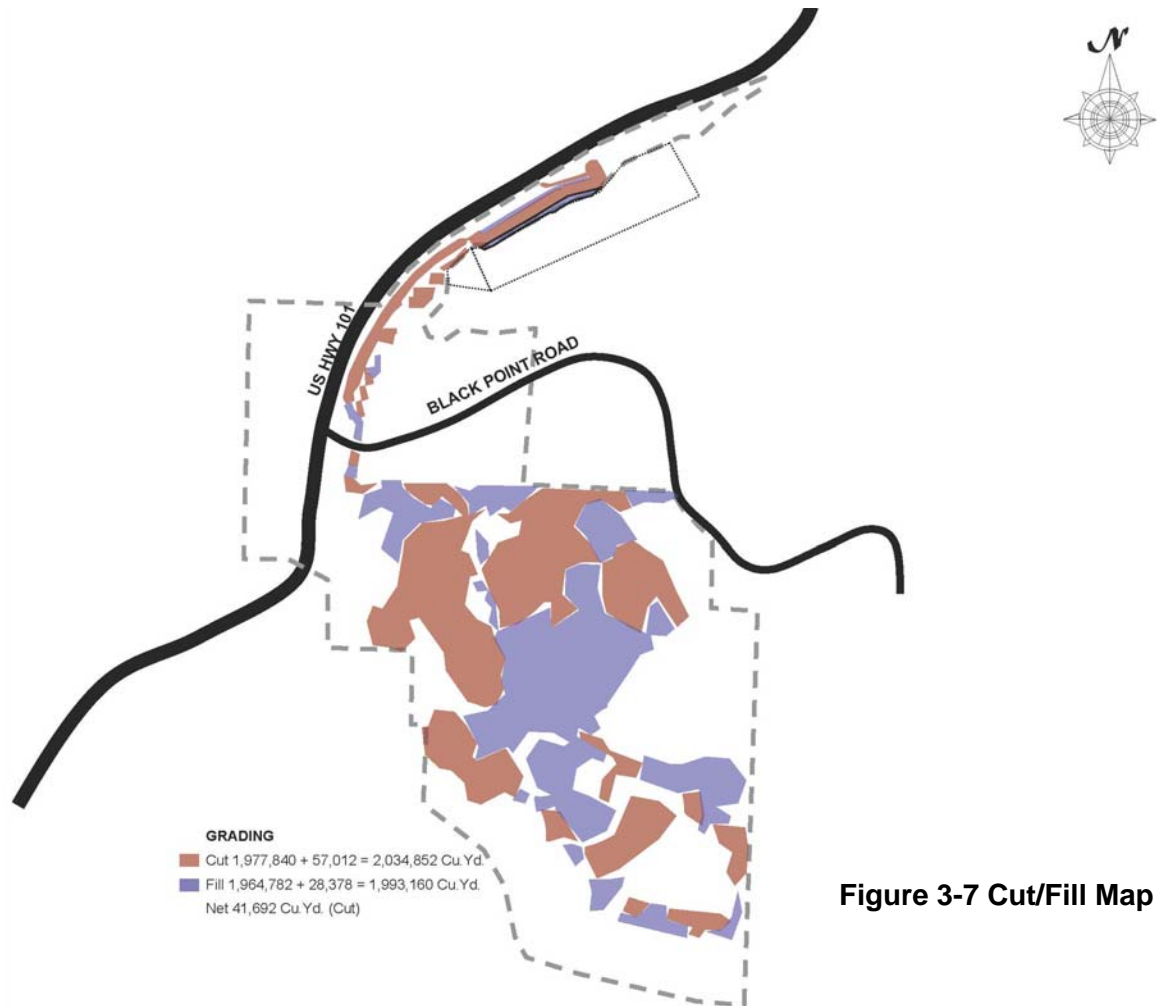 N
US HWY 101
BLACK POINT ROAD
GRADING
Cut 1,977,840 + 57,012 = 2,034,852 Cu.Yd.
Fill 1,964,782 + 28,378 = 1,993,160 Cu.Yd.
Net 41,692 Cu.Yd. (Cut)
Figure 3-7 Cut/Fill Map